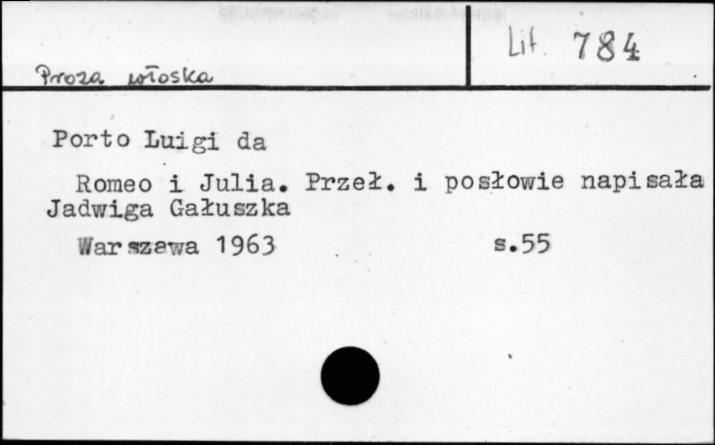 Lit 784
Proza włoska
Porto Luigi da
Romeo i Julia. Przeł. i posłowie napisała
Jadwiga Gałuszka
Warszawa 1963 s.55